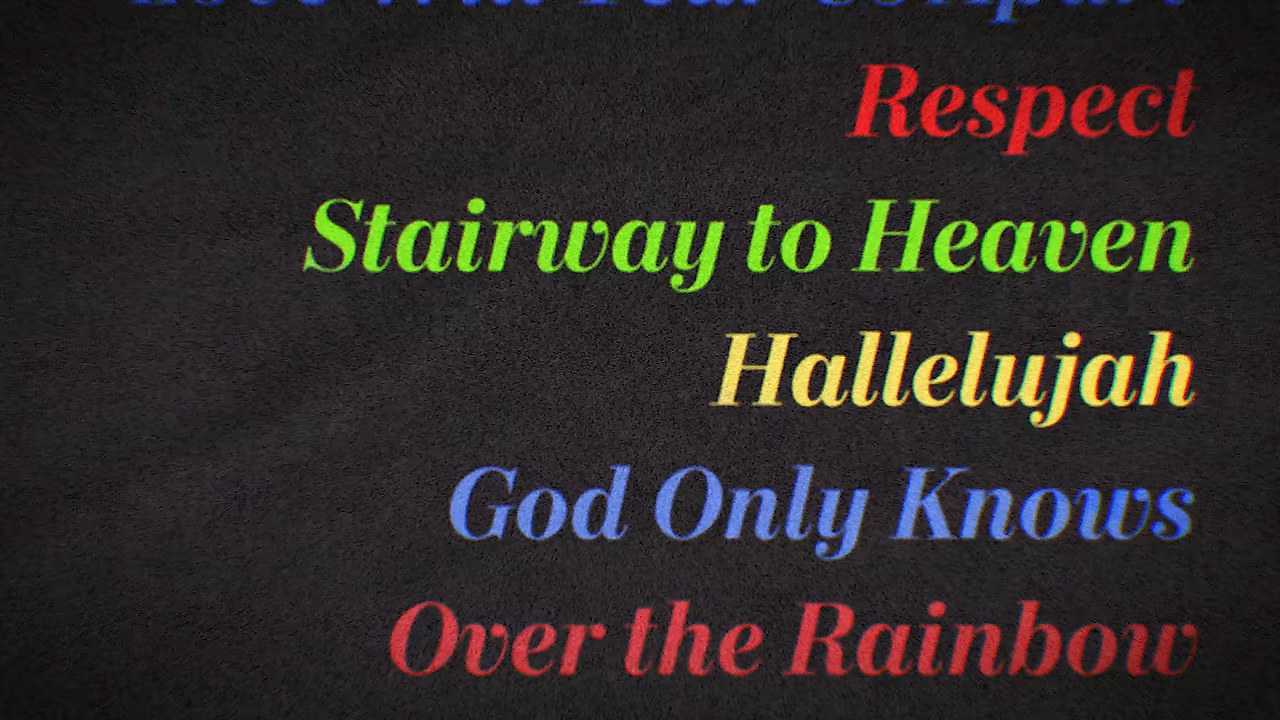 Respect
Stairway to Heaven
Hallelujah
God Only Knows
Over the Rainbow